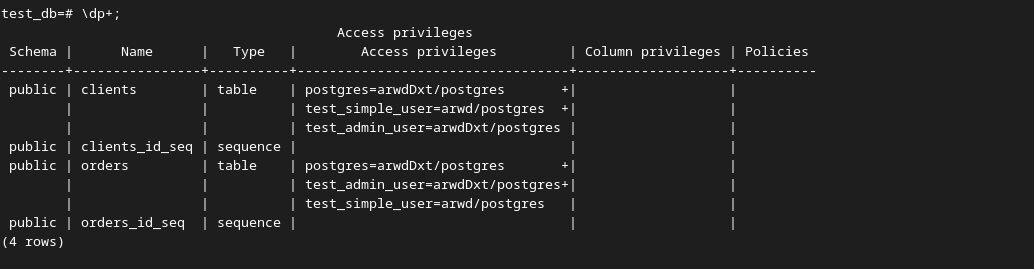 test_db=# \dp+;
                                          Access privileges
 Schema |      Name      |   Type   |        Access privileges         | Column privileges | Policies
--------+----------------+----------+----------------------------------+-------------------+----------
 public | clients        | table    | postgres=arwdDxt/postgres       +|                   |
        |                |          | test_simple_user=arwd/postgres  +|                   |
        |                |          | test_admin_user=arwdDxt/postgres |                   |
 public | clients_id_seq | sequence |                                  |                   |
 public | orders         | table    | postgres=arwdDxt/postgres       +|                   |
        |                |          | test_admin_user=arwdDxt/postgres+|                   |
        |                |          | test_simple_user=arwd/postgres   |                   |
 public | orders_id_seq  | sequence |                                  |                   |
(4 rows)